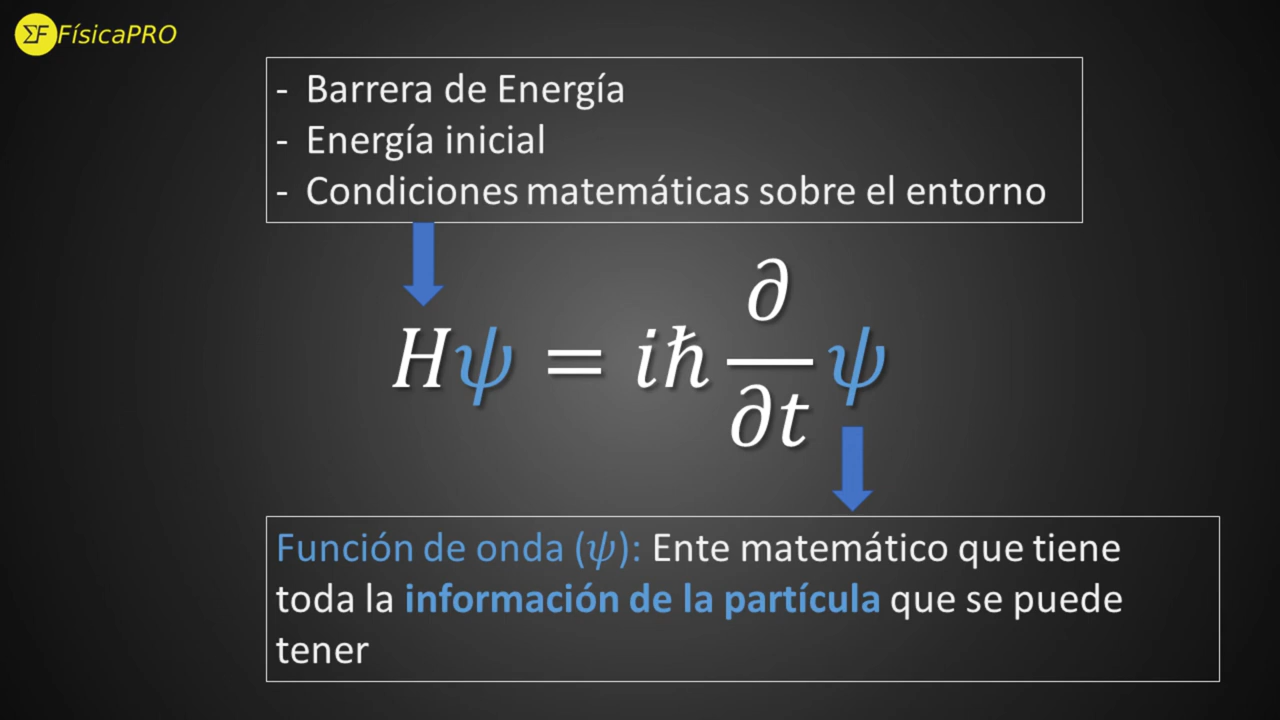 ΣF FísicaPRO
- Barrera de Energía
- Energía inicial
- Condiciones matemáticas sobre el entorno
Hψ = iħ ∂/∂t ψ
Función de onda (ψ): Ente matemático que tiene
toda la información de la partícula que se puede
tener